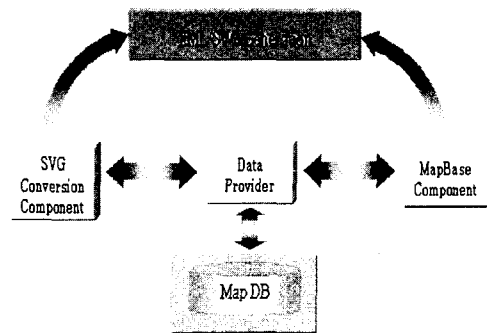 SVG
Conversion
Component
Data
Provider
MapBase
Component
Map DB